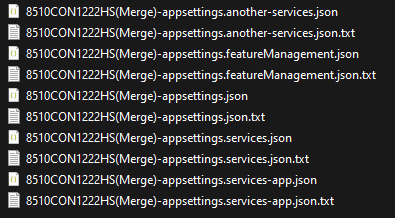 8510CON1222HS(Merge)-appsettings.another-services.json
8510CON1222HS(Merge)-appsettings.another-services.json.txt
8510CON1222HS(Merge)-appsettings.featureManagement.json
8510CON1222HS(Merge)-appsettings.featureManagement.json.txt
8510CON1222HS(Merge)-appsettings.json
8510CON1222HS(Merge)-appsettings.json.txt
8510CON1222HS(Merge)-appsettings.services.json
8510CON1222HS(Merge)-appsettings.services.json.txt
8510CON1222HS(Merge)-appsettings.services-app.json
8510CON1222HS(Merge)-appsettings.services-app.json.txt